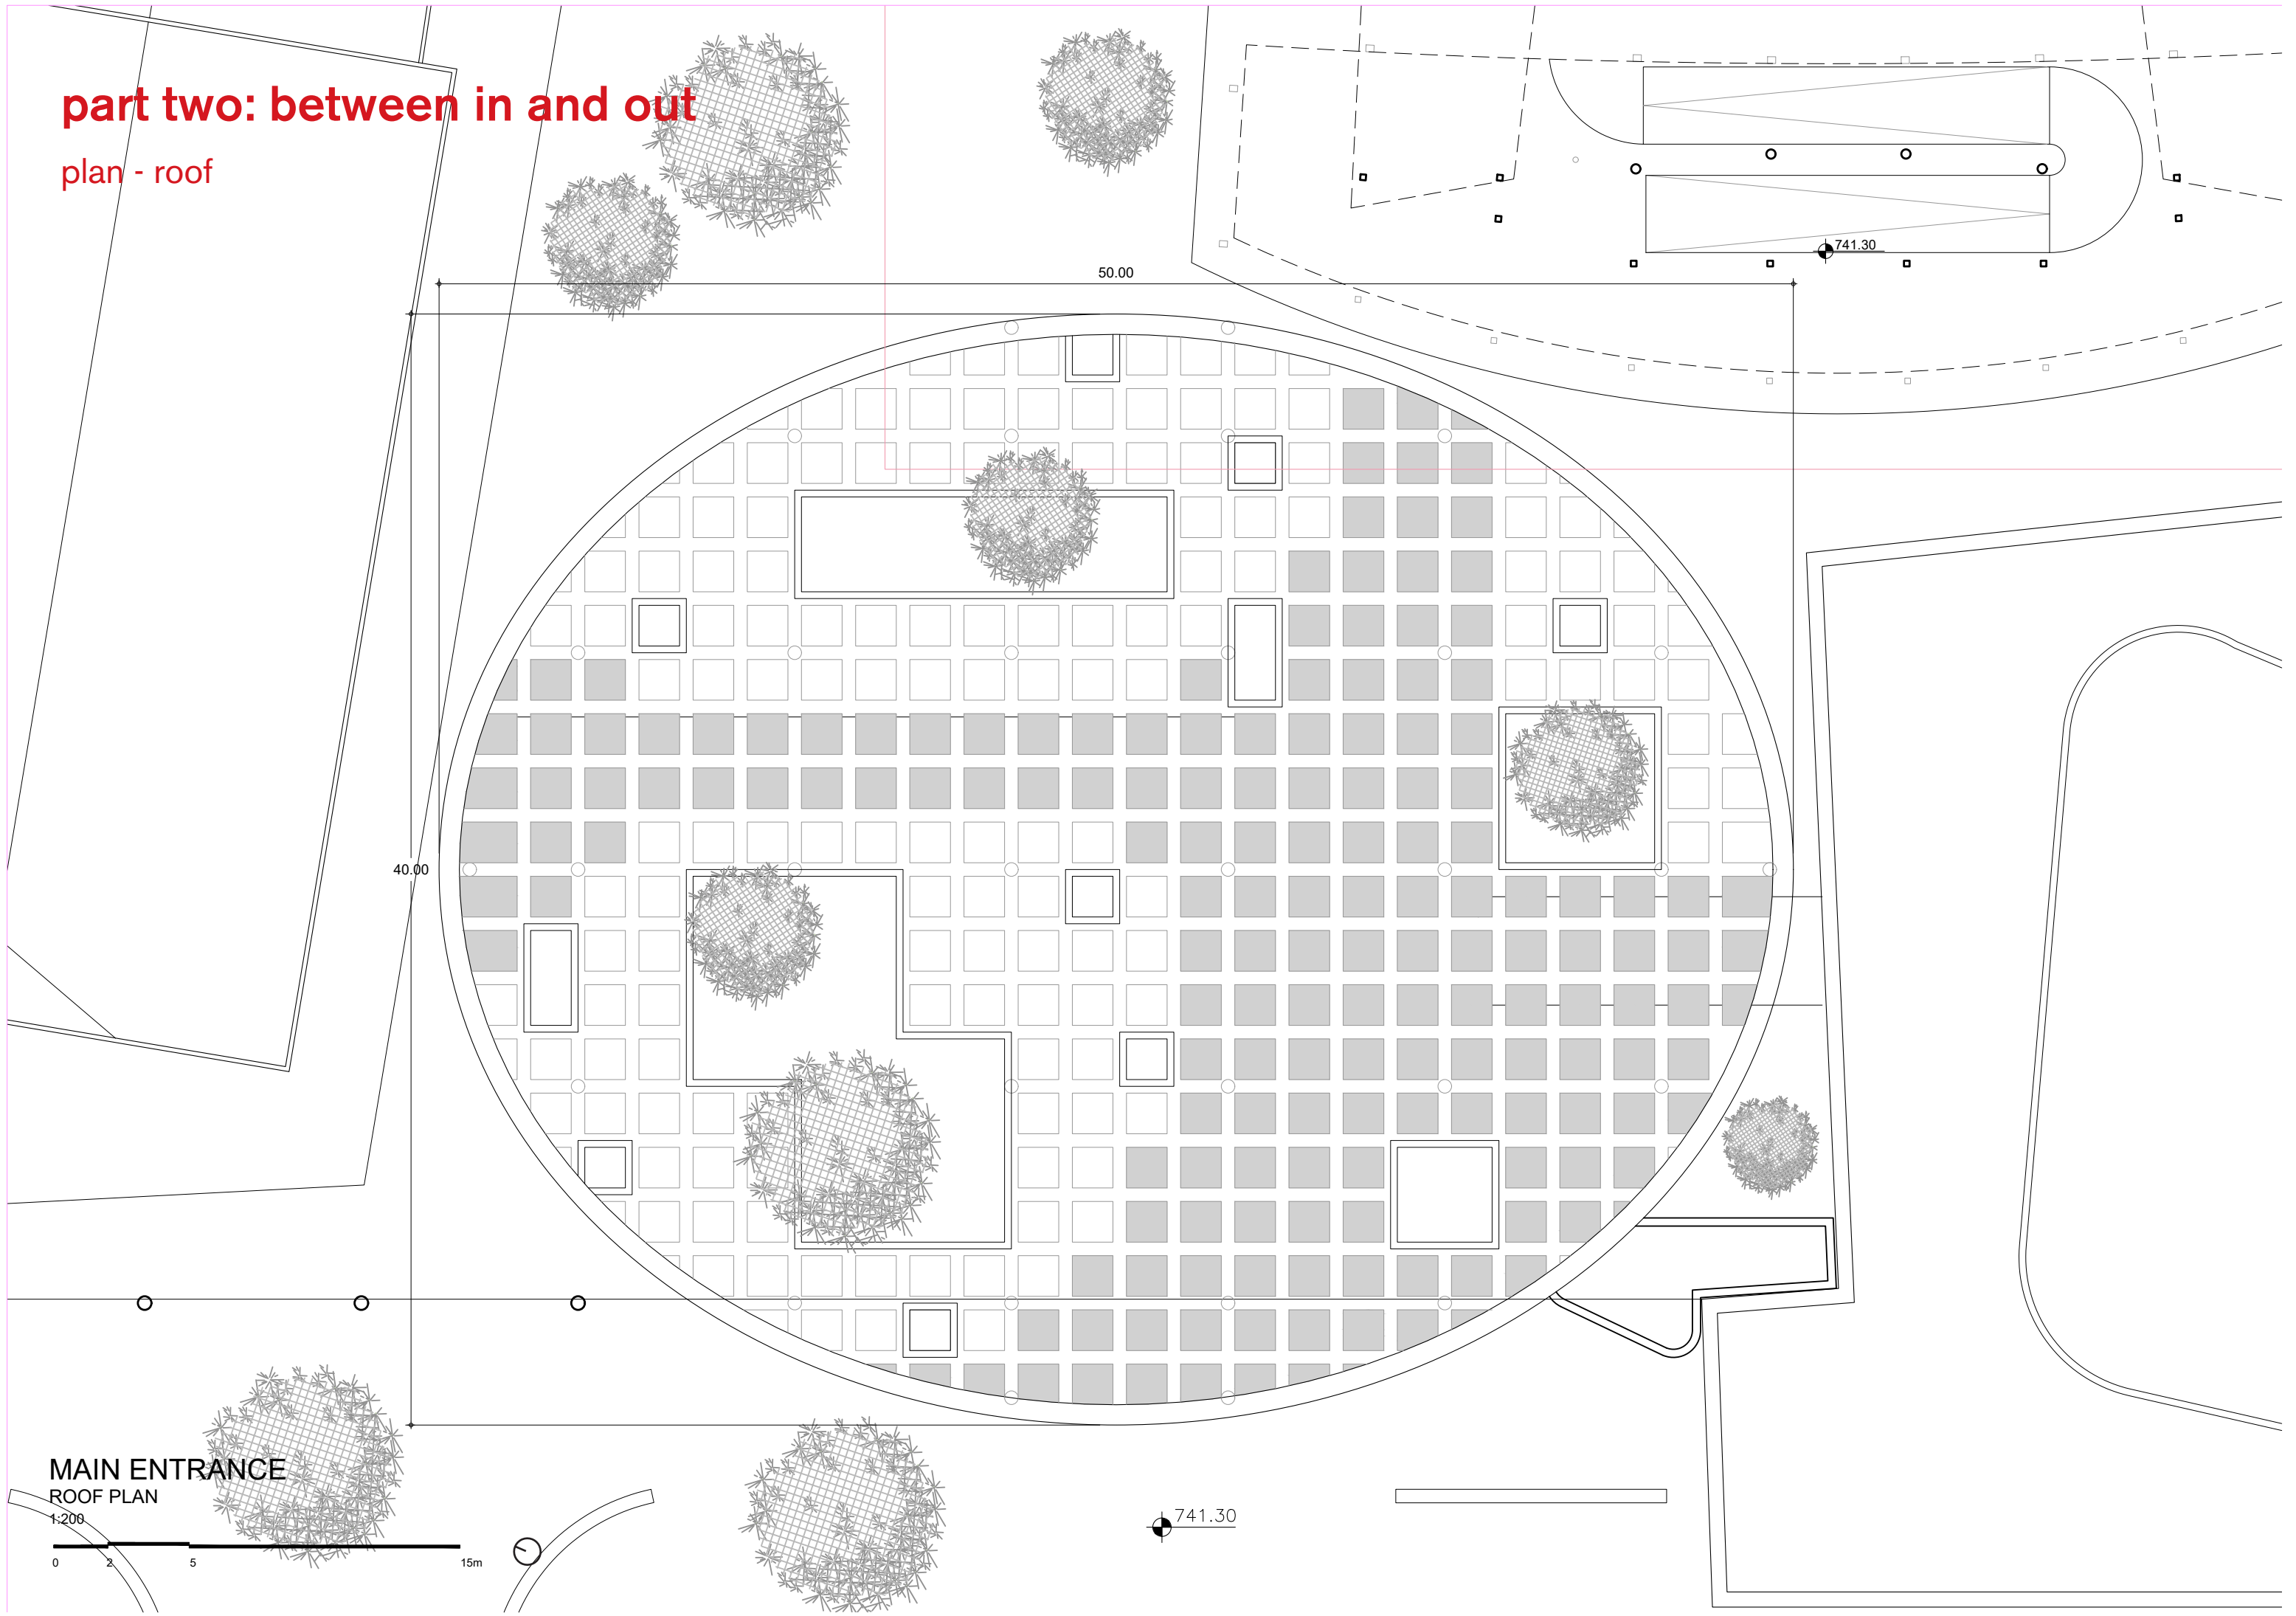 part two: between in and out
plan - roof
741.30
50.00
40.00
MAIN ENTRANCE
ROOF PLAN
1:200
0 2 5 15m
741.30